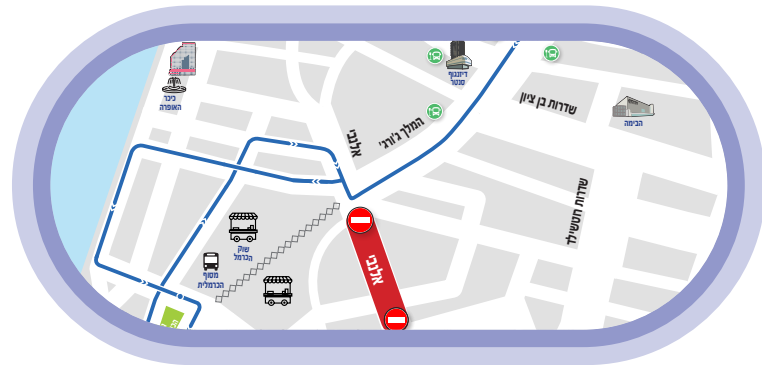 דיזנגוף
סנטר
כיכר
האופרה
שדרות בן ציון
הבימה
המלך ג'ורג'
אלנבי
שדרות רוטשילד
שוק
הכרמל
מסוף
הכרמלית
אלנבי